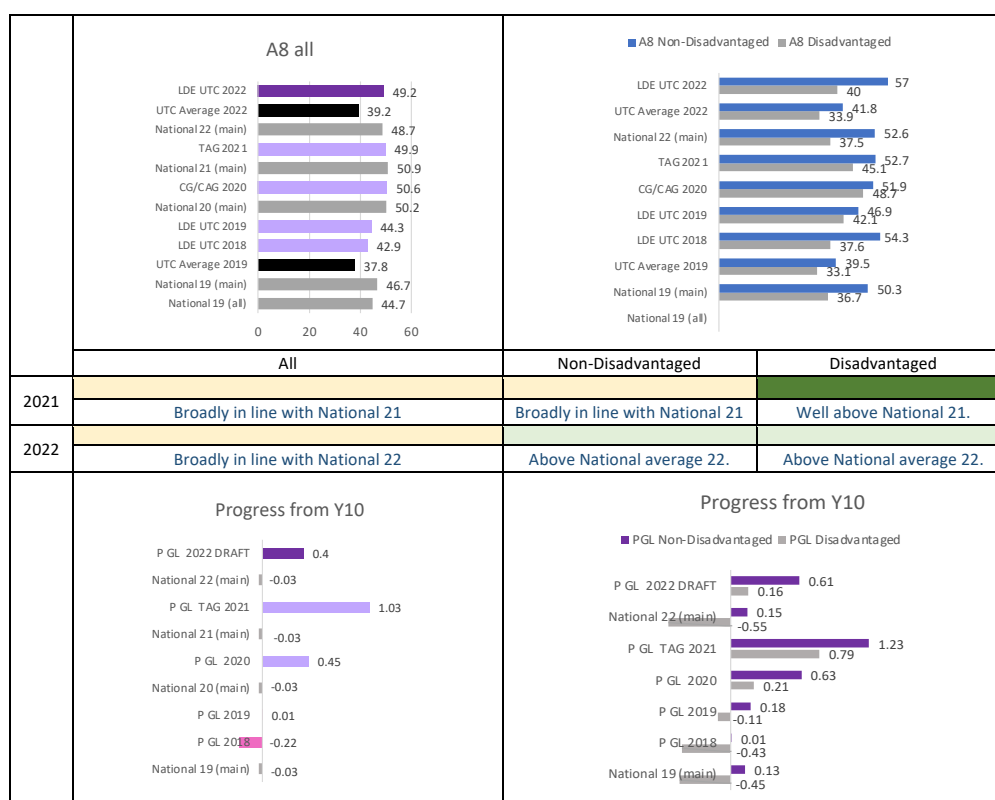 A8 all
LDE UTC 2022 49.2
UTC Average 2022 39.2
National 22 (main) 48.7
TAG 2021 49.9
National 21 (main) 50.9
CG/CAG 2020 50.6
National 20 (main) 50.2
LDE UTC 2019 44.3
LDE UTC 2018 42.9
UTC Average 2019 37.8
National 19 (main) 46.7
National 19 (all) 44.7
0 20 40 60
A8 Non-Disadvantaged A8 Disadvantaged
LDE UTC 2022 57
40
UTC Average 2022 41.8
33.9
National 22 (main) 52.6
37.5
TAG 2021 52.7
45.1
CG/CAG 2020 51.9
48.7
LDE UTC 2019 46.9
42.1
LDE UTC 2018 54.3
37.6
UTC Average 2019 39.5
33.1
National 19 (main) 50.3
36.7
National 19 (all)
All Non-Disadvantaged Disadvantaged
2021
Broadly in line with National 21 Broadly in line with National 21 Well above National 21.
2022
Broadly in line with National 22 Above National average 22. Above National average 22.
Progress from Y10
P GL 2022 DRAFT 0.4
National 22 (main) -0.03
P GL TAG 2021 1.03
National 21 (main) -0.03
P GL 2020 0.45
National 20 (main) -0.03
P GL 2019 0.01
P GL 2018 -0.22
National 19 (main) -0.03
Progress from Y10
PGL Non-Disadvantaged PGL Disadvantaged
P GL 2022 DRAFT 0.61
0.16
National 22 (main) 0.15
-0.55
P GL TAG 2021 1.23
0.79
P GL 2020 0.63
0.21
P GL 2019 0.18
-0.11
P GL 2018 0.01
-0.43
National 19 (main) 0.13
-0.45